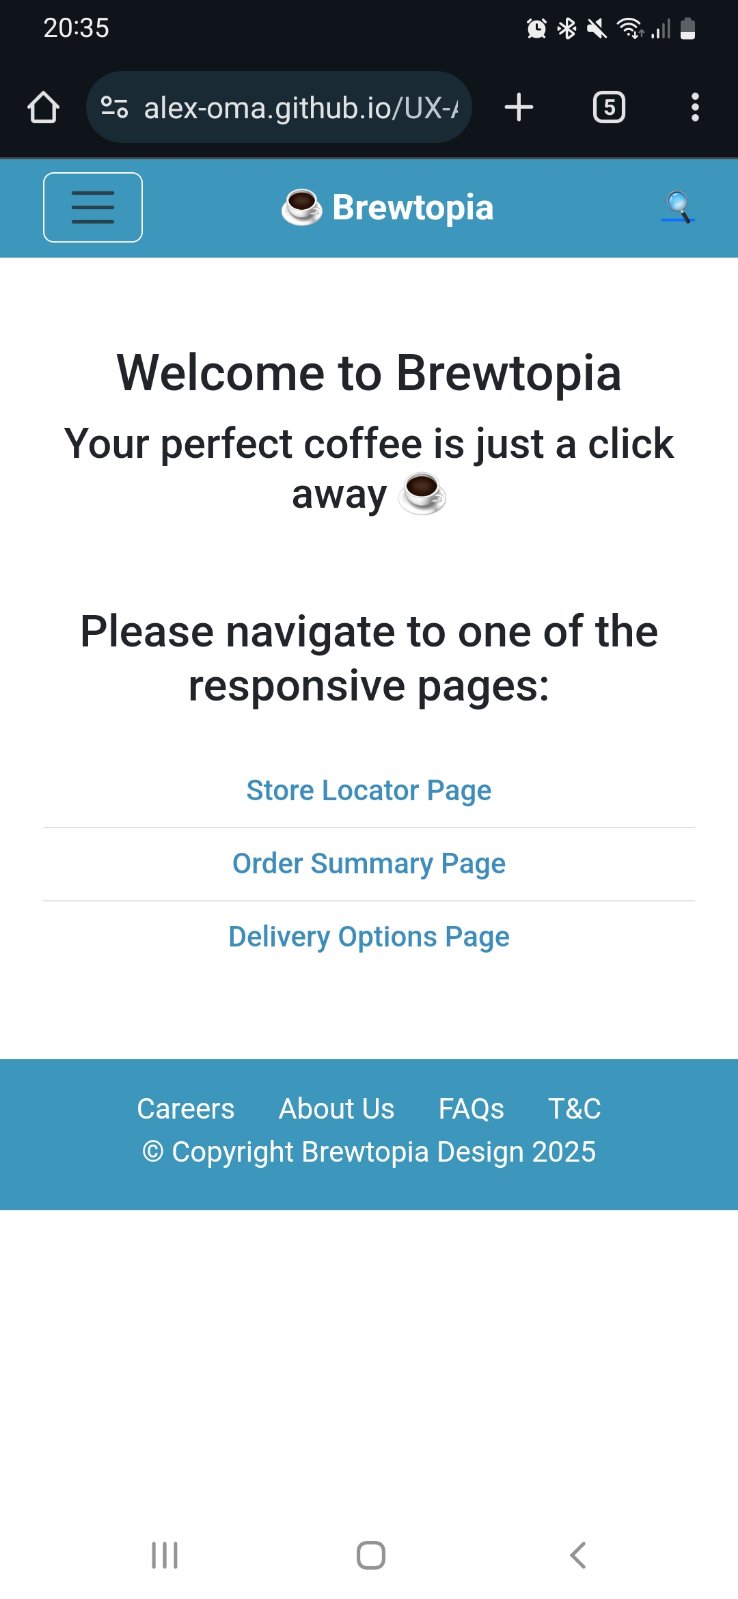 20:35
alex-oma.github.io/UX-
5
Brewtopia
Welcome to Brewtopia
Your perfect coffee is just a click
away
Please navigate to one of the
responsive pages:
Store Locator Page
Order Summary Page
Delivery Options Page
Careers About Us FAQs T&C
© Copyright Brewtopia Design 2025